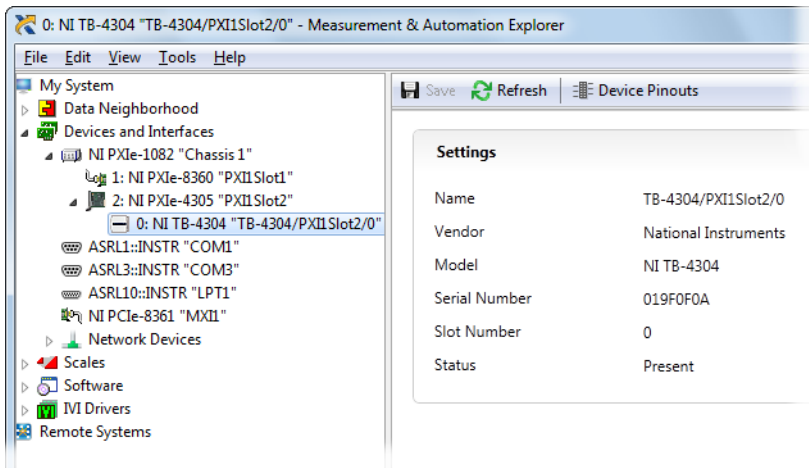 0: NI TB-4304 "TB-4304/PXI1Slot2/0" - Measurement & Automation Explorer
File Edit View Tools Help
My System
Data Neighborhood
Devices and Interfaces
NI PXIe-1082 "Chassis 1"
1: NI PXIe-8360 "PXI1Slot1"
2: NI PXIe-4305 "PXI1Slot2"
0: NI TB-4304 "TB-4304/PXI1Slot2/0"
ASRL1::INSTR "COM1"
ASRL3::INSTR "COM3"
ASRL10::INSTR "LPT1"
NI PCIe-8361 "MXI1"
Network Devices
Scales
Software
IVI Drivers
Remote Systems
Save Refresh Device Pinouts
Settings
Name TB-4304/PXI1Slot2/0
Vendor National Instruments
Model NI TB-4304
Serial Number 019F0F0A
Slot Number 0
Status Present